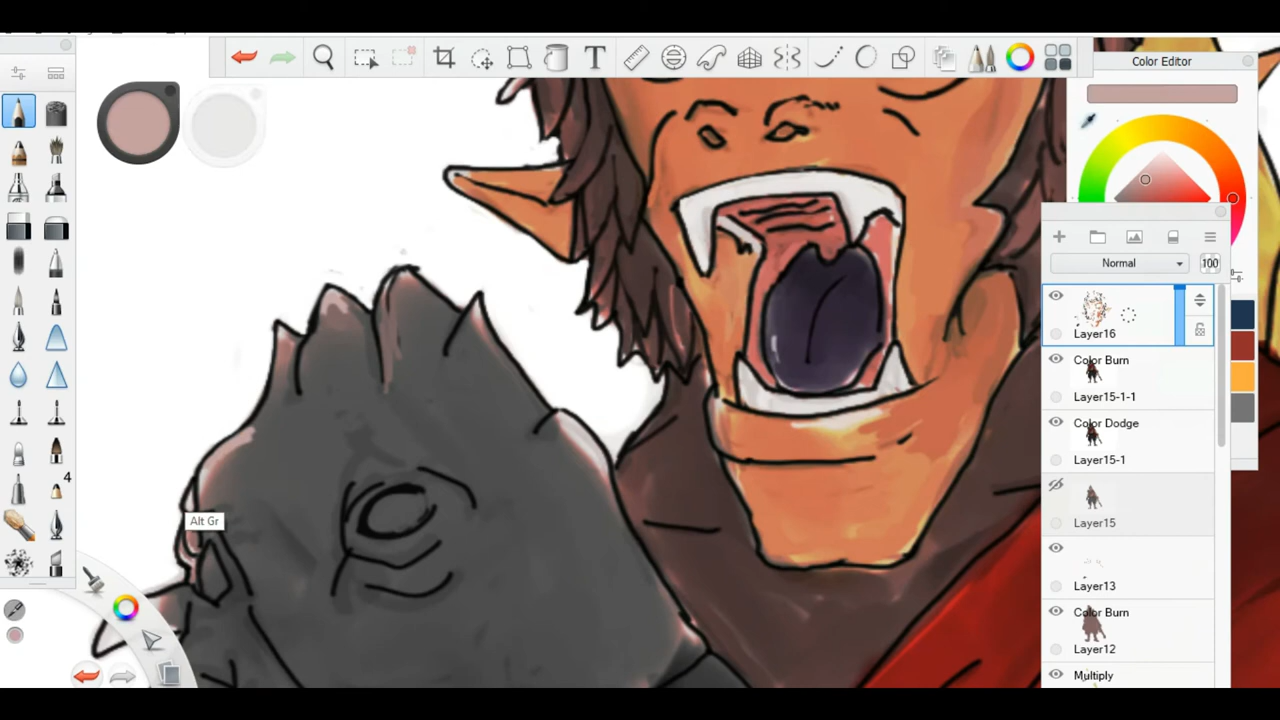 T
Color Editor
Normal
100
Layer16
Color Burn
Layer15-1-1
Color Dodge
Layer15-1
Layer15
Layer13
Color Burn
Layer12
Multiply
4
Alt Gr